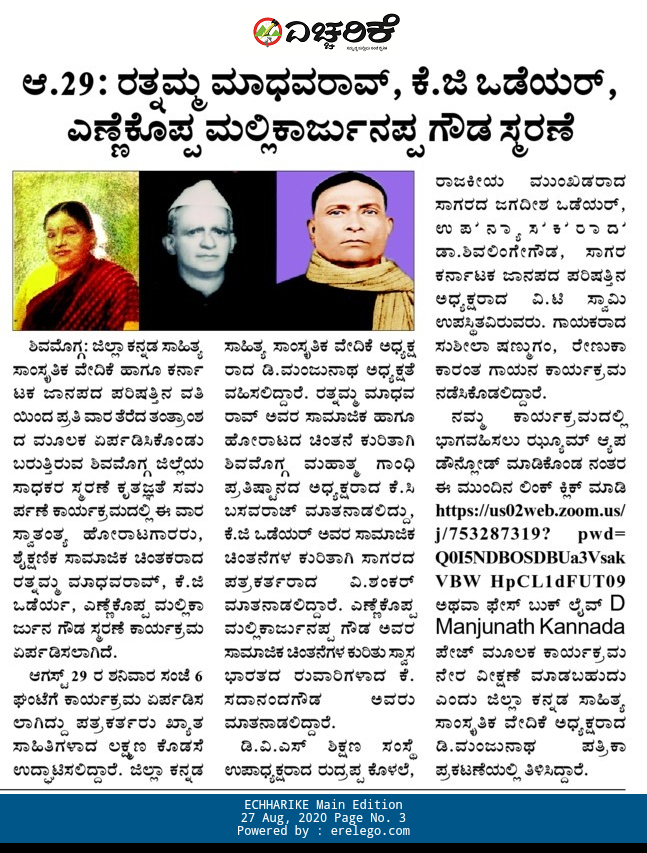 ಎಚ್ಚರಿಕೆ
ಆ.29: ರತ್ನಮ್ಮ ಮಾಧವರಾವ್, ಕೆ.ಜಿ ಒಡೆಯರ್,
ಎಣ್ಣೆಕೊಪ್ಪ ಮಲ್ಲಿಕಾರ್ಜುನಪ್ಪ ಗೌಡ ಸ್ಮರಣೆ
ಶಿವಮೊಗ್ಗ: ಜಿಲ್ಲಾ ಕನ್ನಡ ಸಾಹಿತ್ಯ
ಸಾಂಸ್ಕೃತಿಕ ವೇದಿಕೆ ಹಾಗೂ ಕರ್ನಾ
ಟಕ ಜಾನಪದ ಪರಿಷತ್ತಿನ ವತಿ
ಯಿಂದ ಪ್ರತಿ ವಾರ ತೆರೆದ ತಂತ್ರಾಂಶ
ದ ಮೂಲಕ ಏರ್ಪಡಿಸಿಕೊಂಡು
ಬರುತ್ತಿರುವ ಶಿವಮೊಗ್ಗ ಜಿಲ್ಲೆಯ
ಸಾಧಕರ ಸ್ಮರಣೆ ಕೃತಜ್ಞತೆ ಸಮ
ರ್ಪಣೆ ಕಾರ್ಯಕ್ರಮದಲ್ಲಿ ಈ ವಾರ
ಸ್ವಾತಂತ್ಯ ಹೋರಾಟಗಾರರು,
ಶೈಕ್ಷಣಿಕ ಸಾಮಾಜಿಕ ಚಿಂತಕರಾದ
ರತ್ನಮ್ಮ ಮಾಧವರಾವ್, ಕೆ.ಜಿ
ಒಡೆರ್ಯ, ಎಣ್ಣೆಕೊಪ್ಪ ಮಲ್ಲಿಕಾ
ರ್ಜುನ ಗೌಡ ಸ್ಮರಣೆ ಕಾರ್ಯಕ್ರಮ
ಏರ್ಪಡಿಸಲಾಗಿದೆ.
ಆಗಸ್ಟ್ 29 ರ ಶನಿವಾರ ಸಂಜೆ 6
ಘಂಟೆಗೆ ಕಾರ್ಯಕ್ರಮ ಏರ್ಪಡಿಸ
ಲಾಗಿದ್ದು ಪತ್ರಕರ್ತರು ಖ್ಯಾತ
ಸಾಹಿತಿಗಳಾದ ಲಕ್ಷ್ಮಣ ಕೊಡಸೆ
ಉದ್ಘಾಟಿಸಲಿದ್ದಾರೆ. ಜಿಲ್ಲಾ ಕನ್ನಡ
ಸಾಹಿತ್ಯ ಸಾಂಸ್ಕೃತಿಕ ವೇದಿಕೆ ಅಧ್ಯಕ್ಷ
ರಾದ ಡಿ.ಮಂಜುನಾಥ ಅಧ್ಯಕ್ಷತೆ
ವಹಿಸಲಿದ್ದಾರೆ. ರತ್ನಮ್ಮ ಮಾಧವ
ರಾವ್ ಅವರ ಸಾಮಾಜಿಕ ಹಾಗೂ
ಹೋರಾಟದ ಚಿಂತನೆ ಕುರಿತಾಗಿ
ಶಿವಮೊಗ್ಗ ಮಹಾತ್ಮ ಗಾಂಧಿ
ಪ್ರತಿಷ್ಟಾನದ ಅಧ್ಯಕ್ಷರಾದ ಕೆ.ಸಿ
ಬಸವರಾಜ್ ಮಾತನಾಡಲಿದ್ದು,
ಕೆ.ಜಿ ಒಡೆಯರ್ ಅವರ ಸಾಮಾಜಿಕ
ಚಿಂತನೆಗಳ ಕುರಿತಾಗಿ ಸಾಗರದ
ಪತ್ರಕರ್ತರಾದ ವಿ.ಶಂಕರ್
ಮಾತನಾಡಲಿದ್ದಾರೆ. ಎಣ್ಣೆಕೊಪ್ಪ
ಮಲ್ಲಿಕಾರ್ಜುನಪ್ಪ ಗೌಡ ಅವರ
ಸಾಮಾಜಿಕ ಚಿಂತನೆಗಳ ಕುರಿತು ಸ್ವಾಸ
ಭಾರತದ ರುವಾರಿಗಳಾದ ಕೆ.
ಸದಾನಂದಗೌಡ ಅವರು
ಮಾತನಾಡಲಿದ್ದಾರೆ.
ಡಿ.ವಿ.ಎಸ್ ಶಿಕ್ಷಣ ಸಂಸ್ಥೆ
ಉಪಾಧ್ಯಕ್ಷರಾದ ರುದ್ರಪ್ಪ ಕೊಳಲೆ,
ರಾಜಕೀಯ ಮುಂಖಡರಾದ
ಸಾಗರದ ಜಗದೀಶ ಒಡೆಯರ್,
ಉಪನ್ಯಾಸಕರಾದ
ಡಾ.ಶಿವಲಿಂಗೇಗೌಡ, ಸಾಗರ
ಕರ್ನಾಟಕ ಜಾನಪದ ಪರಿಷತ್ತಿನ
ಅಧ್ಯಕ್ಷರಾದ ವಿ.ಟಿ ಸ್ವಾಮಿ
ಉಪಸ್ಥಿತವಿರುವರು. ಗಾಯಕರಾದ
ಸುಶೀಲಾ ಷಣ್ಮುಗಂ, ರೇಣುಕಾ
ಕಾರಂತ ಗಾಯನ ಕಾರ್ಯಕ್ರಮ
ನಡೆಸಿಕೊಡಲಿದ್ದಾರೆ.
ನಮ್ಮ ಕಾರ್ಯಕ್ರಮದಲ್ಲಿ
ಭಾಗವಹಿಸಲು ಝ್ಯೂಮ್ ಆ್ಯಪ
ಡೌನ್ಲೋಡ್ ಮಾಡಿಕೊಂಡ ನಂತರ
ಈ ಮುಂದಿನ ಲಿಂಕ್ ಕ್ಲಿಕ್ ಮಾಡಿ
https://us02web.zoom.us/
j/753287319? pwd=
Q0I5NDBOSDBUa3Vsak
VBW HpCL1dFUT09
ಅಥವಾ ಫೇಸ್ ಬುಕ್ ಲೈವ್ D
Manjunath Kannada
ಪೇಜ್ ಮೂಲಕ ಕಾರ್ಯಕ್ರಮ
ನೇರ ವೀಕ್ಷಣೆ ಮಾಡಬಹುದು
ಎಂದು ಜಿಲ್ಲಾ ಕನ್ನಡ ಸಾಹಿತ್ಯ
ಸಾಂಸ್ಕೃತಿಕ ವೇದಿಕೆ ಅಧ್ಯಕ್ಷರಾದ
ಡಿ.ಮಂಜುನಾಥ ಪತ್ರಿಕಾ
ಪ್ರಕಟಣೆಯಲ್ಲಿ ತಿಳಿಸಿದ್ದಾರೆ.
ECHHARIKE Main Edition
27 Aug, 2020 Page No. 3
Powered by : erelego.com